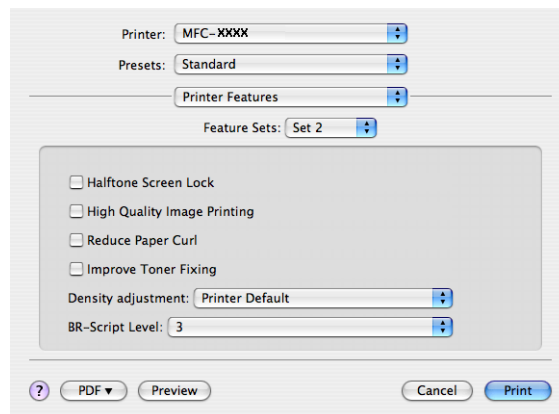 Printer: MFC-XXXX
Presets: Standard
Printer Features
Feature Sets: Set 2
Halftone Screen Lock
High Quality Image Printing
Reduce Paper Curl
Improve Toner Fixing
Density adjustment: Printer Default
BR-Script Level: 3
? PDF ▼ Preview Cancel Print